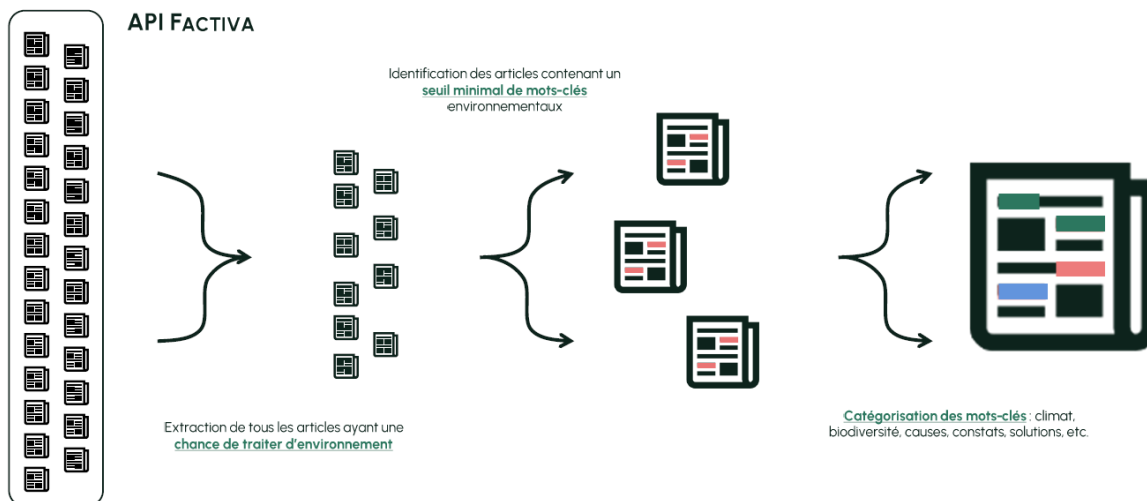 API FACTIVA
Identification des articles contenant un
seuil minimal de mots-clés
environnementaux
Extraction de tous les articles ayant une
chance de traiter d'environnement
Catégorisation des mots-clés : climat,
biodiversité, causes, constats, solutions, etc.